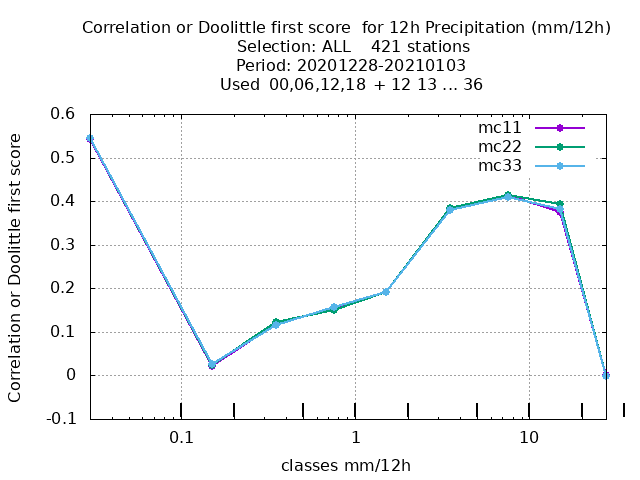 Correlation or Doolittle first score  for 12h Precipitation (mm/12h)
Selection: ALL    421 stations
Period: 20201228-20210103
Used  00,06,12,18  + 12 13 ... 36
mc11
mc22
mc33
0.6
0.5
0.4
0.3
0.2
0.1
0
-0.1
Correlation or Doolittle first score
0.1
1
10
classes mm/12h